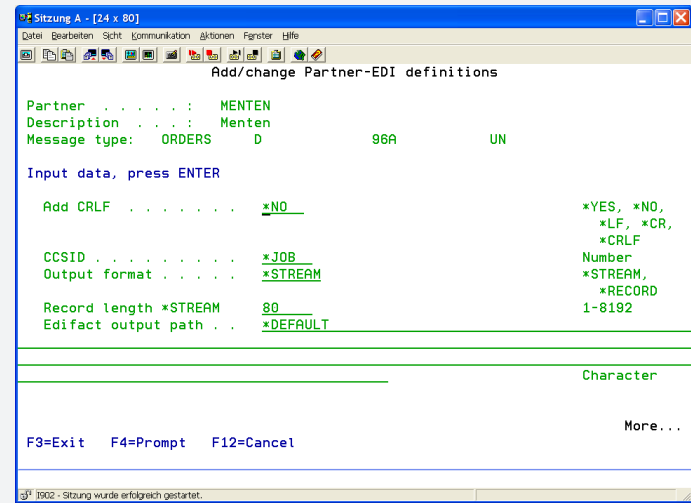 Sitzung A - [24 x 80]
Datei Bearbeiten Sicht Kommunikation Aktionen Fenster Hilfe
Add/change Partner-EDI definitions
Partner . . . . . : MENTEN
Description . . . : Menten
Message type: ORDERS D 96A UN
Input data, press ENTER
Add CRLF . . . . . . . *NO *YES, *NO,
*LF, *CR,
*CRLF
CCSID . . . . . . . . . *JOB Number
Output format . . . . . *STREAM *STREAM,
*RECORD
Record length *STREAM 80 1-8192
Edifact output path . . *DEFAULT
Character
More...
F3=Exit F4=Prompt F12=Cancel
I902 - Sitzung wurde erfolgreich gestartet.